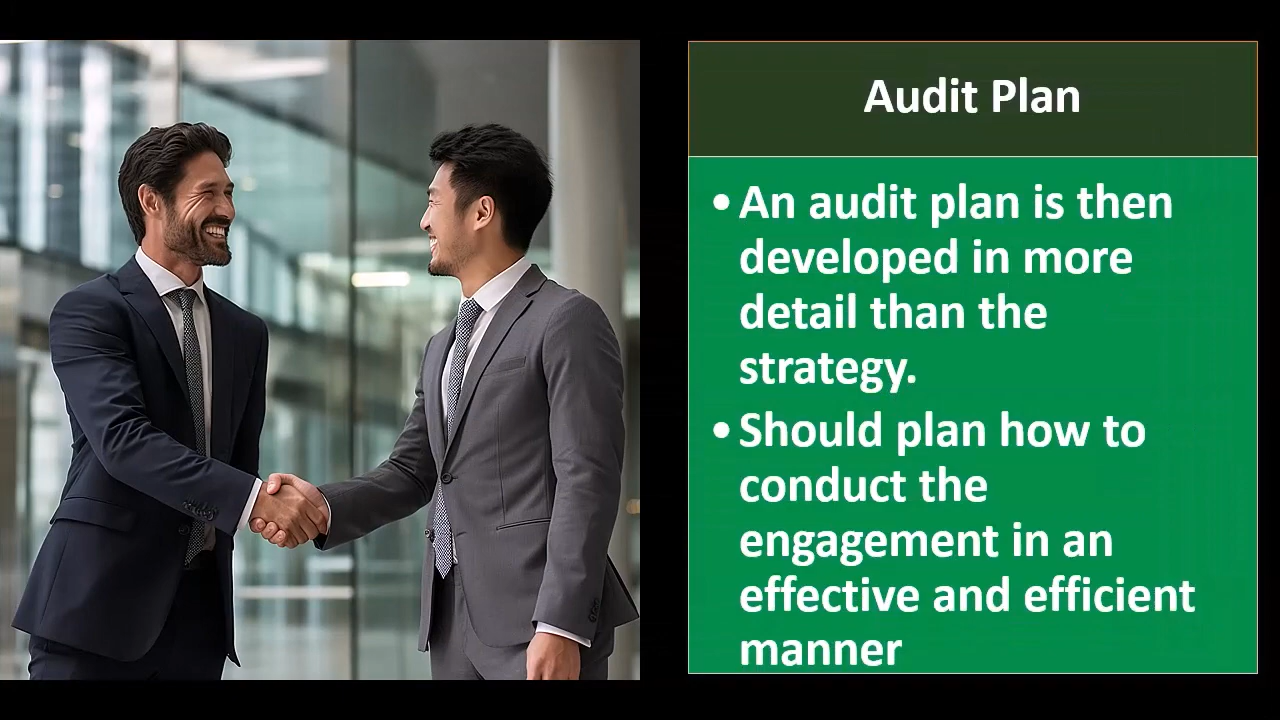 Audit Plan
• An audit plan is then
developed in more
detail than the
strategy.
• Should plan how to
conduct the
engagement in an
effective and efficient
manner